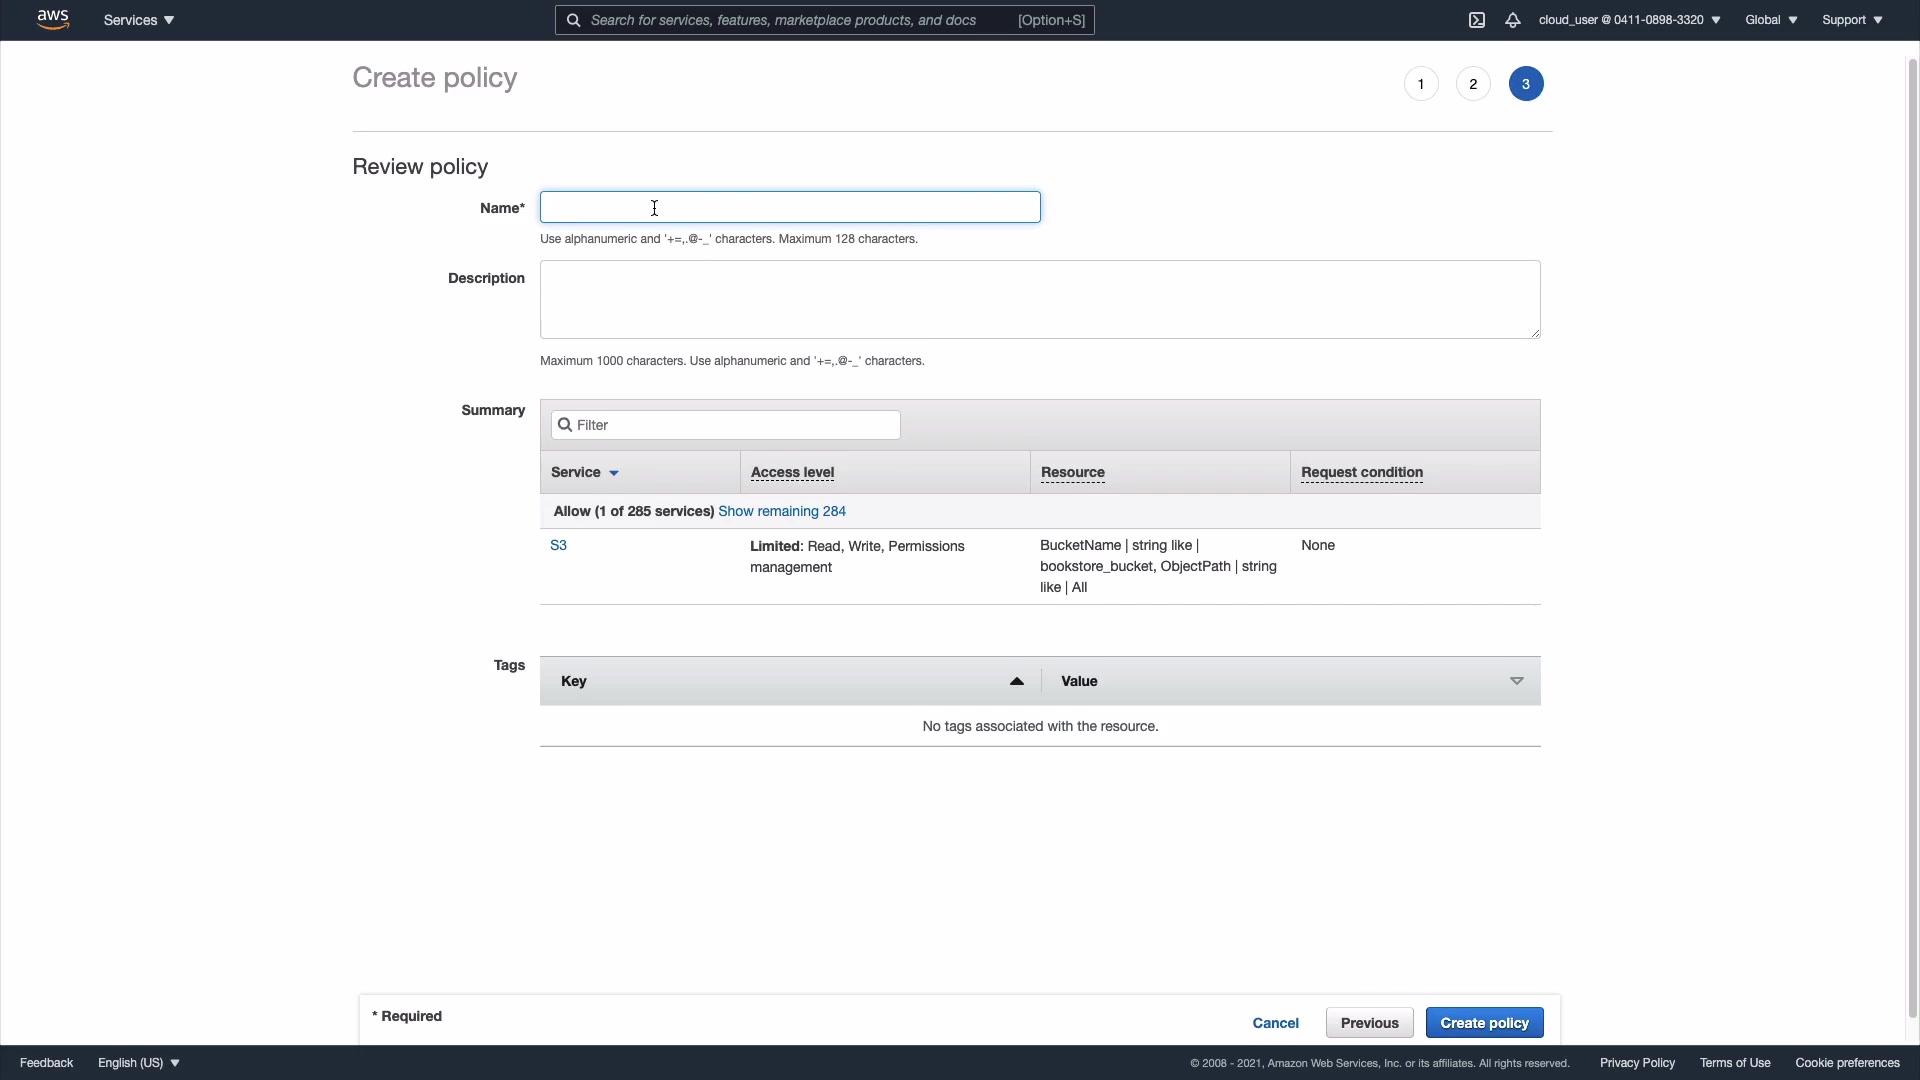 aws Services Search for services, features, marketplace products, and docs [Option+S] cloud_user @ 0411-0898-3320 Global Support
Create policy 1 2 3
Review policy
Name*
Use alphanumeric and '+=,.@-_' characters. Maximum 128 characters.
Description
Maximum 1000 characters. Use alphanumeric and '+=,.@-_' characters.
Summary Filter
Service Access level Resource Request condition
Allow (1 of 285 services) Show remaining 284
S3 Limited: Read, Write, Permissions BucketName | string like | None
management bookstore_bucket, ObjectPath | string
like | All
Tags Key Value
No tags associated with the resource.
* Required Cancel Previous Create policy
Feedback English (US) © 2008 - 2021, Amazon Web Services, Inc. or its affiliates. All rights reserved. Privacy Policy Terms of Use Cookie preferences